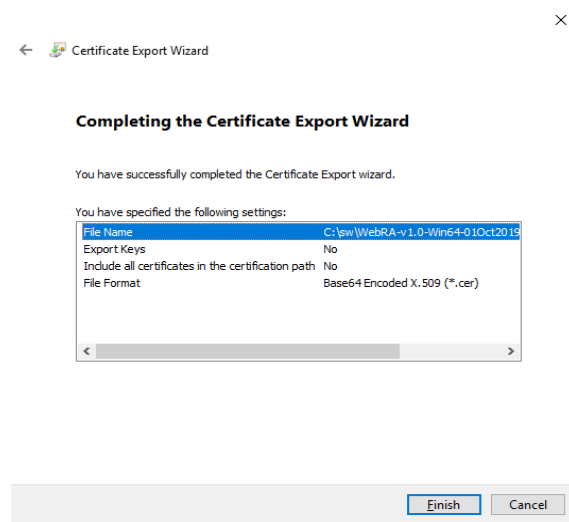 Certificate Export Wizard
Completing the Certificate Export Wizard
You have successfully completed the Certificate Export wizard.
You have specified the following settings:
File Name C:\sw\WebRA-v1.0-Win64-01Oct2019
Export Keys No
Include all certificates in the certification path No
File Format Base64 Encoded X.509 (*.cer)
Finish Cancel